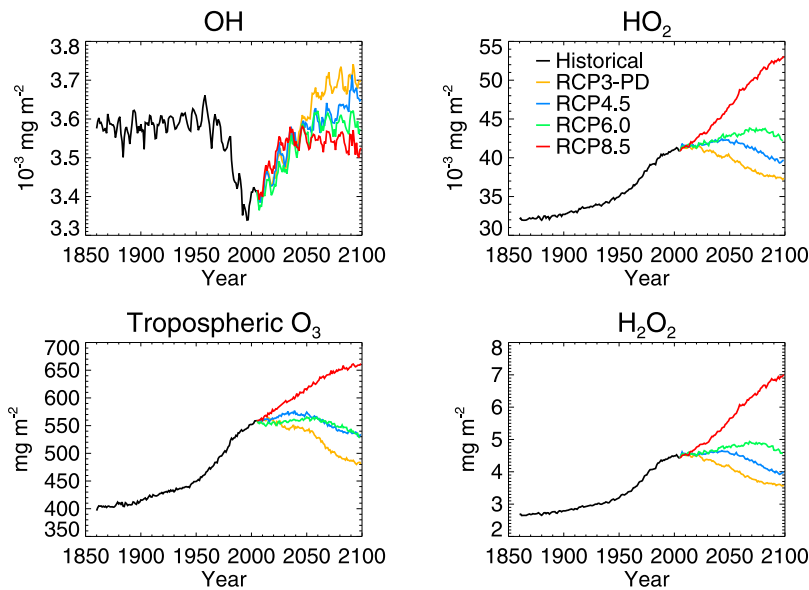 OH
3.8
3.7
3.6
3.5
3.4
3.3
10⁻³ mg m⁻²
1850 1900 1950 2000 2050 2100
Year
HO₂
55
50
45
40
35
30
10⁻³ mg m⁻²
Historical
RCP3-PD
RCP4.5
RCP6.0
RCP8.5
1850 1900 1950 2000 2050 2100
Year
Tropospheric O₃
700
650
600
550
500
450
400
350
mg m⁻²
1850 1900 1950 2000 2050 2100
Year
H₂O₂
8
7
6
5
4
3
2
mg m⁻²
1850 1900 1950 2000 2050 2100
Year